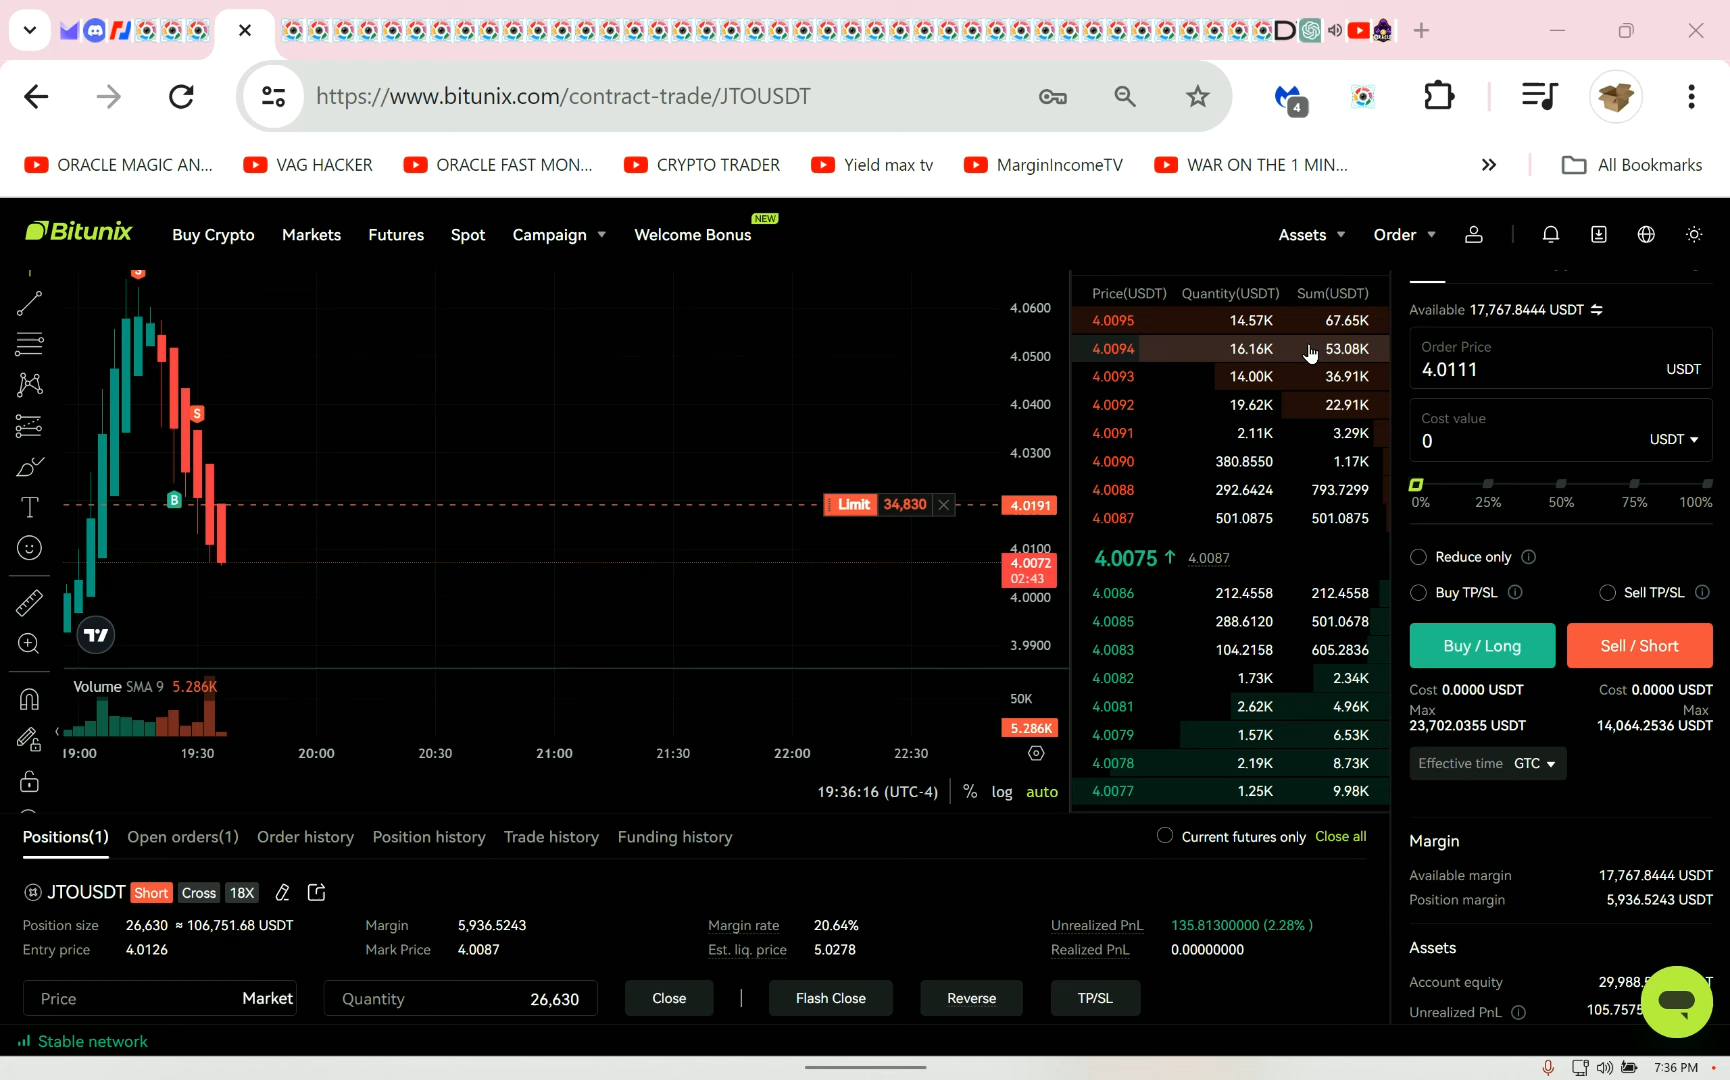 https://www.bitunix.com/contract-trade/JTOUSDT
4
ORACLE MAGIC AN...
VAG HACKER
ORACLE FAST MON...
CRYPTO TRADER
Yield max tv
MarginIncomeTV
WAR ON THE 1 MIN...
All Bookmarks
Bitunix
Buy Crypto
Markets
Futures
Spot
Campaign
Welcome Bonus
NEW
Assets
Order
S
S
B
Limit 34,830
4.0600
4.0500
4.0400
4.0300
4.0191
4.0100
4.0072
02:43
4.0000
3.9900
Volume SMA 9 5.286K
50K
5.286K
19:00 19:30 20:00 20:30 21:00 21:30 22:00 22:30
19:36:16 (UTC-4) % log auto
Price(USDT) Quantity(USDT) Sum(USDT)
4.0095 14.57K 67.65K
4.0094 16.16K 53.08K
4.0093 14.00K 36.91K
4.0092 19.62K 22.91K
4.0091 2.11K 3.29K
4.0090 380.8550 1.17K
4.0088 292.6424 793.7299
4.0087 501.0875 501.0875
4.0075 4.0087
4.0086 212.4558 212.4558
4.0085 288.6120 501.0678
4.0083 104.2158 605.2836
4.0082 1.73K 2.34K
4.0081 2.62K 4.96K
4.0079 1.57K 6.53K
4.0078 2.19K 8.73K
4.0077 1.25K 9.98K
Available 17,767.8444 USDT
Order Price
4.0111 USDT
Cost value
0 USDT
0% 25% 50% 75% 100%
Reduce only
Buy TP/SL Sell TP/SL
Buy / Long Sell / Short
Cost 0.0000 USDT Cost 0.0000 USDT
Max Max
23,702.0355 USDT 14,064.2536 USDT
Effective time GTC
Margin
Available margin 17,767.8444 USDT
Position margin 5,936.5243 USDT
Assets
Account equity 29,988.
Unrealized PnL 105.7575
Positions(1) Open orders(1) Order history Position history Trade history Funding history
Current futures only Close all
JTOUSDT Short Cross 18X
Position size 26,630 ≈ 106,751.68 USDT Margin 5,936.5243 Margin rate 20.64% Unrealized PnL 135.81300000 (2.28% )
Entry price 4.0126 Mark Price 4.0087 Est. liq. price 5.0278 Realized PnL 0.00000000
Price Market Quantity 26,630 Close Flash Close Reverse TP/SL
Stable network
7:36 PM